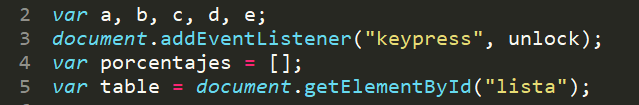 2 var a, b, c, d, e;
3 document.addEventListener("keypress", unlock);
4 var porcentajes = [];
5 var table = document.getElementById("lista");